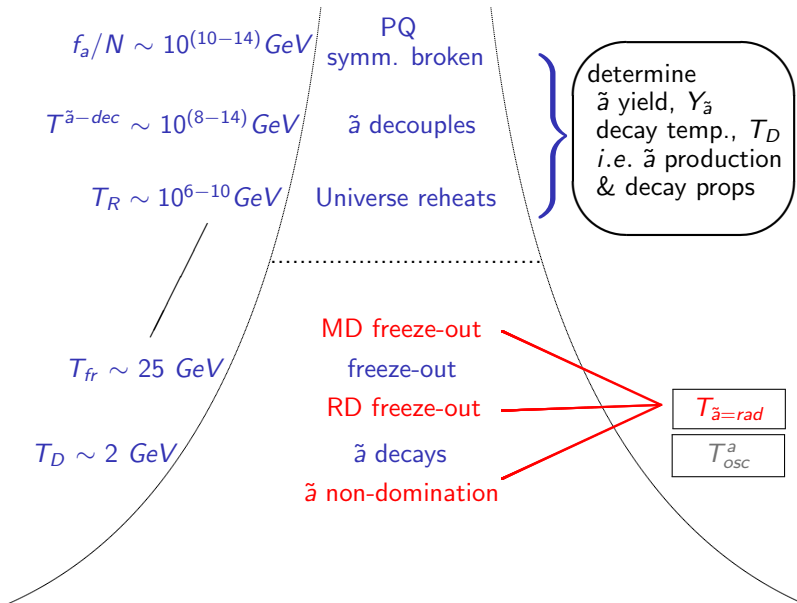 f_a/N ∼ 10^(10−14) GeV
PQ
symm. broken
T^ã−dec ∼ 10^(8−14) GeV
ã decouples
T_R ∼ 10^6−10 GeV
Universe reheats
determine
ã yield, Y_ã
decay temp., T_D
i.e. ã production
& decay props
MD freeze-out
T_fr ∼ 25 GeV
freeze-out
RD freeze-out
T_ã=rad
T_D ∼ 2 GeV
ã decays
T^a_osc
ã non-domination